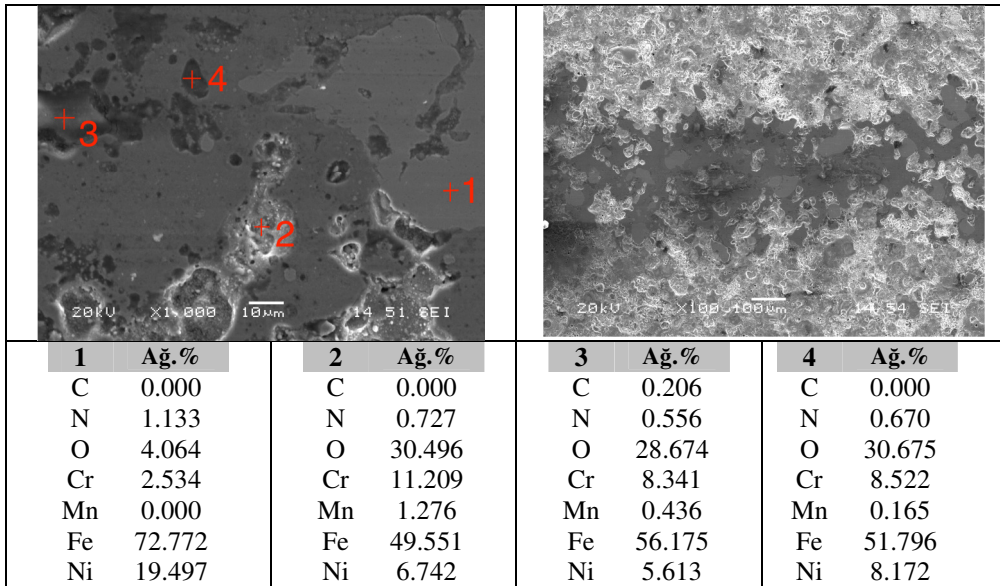 4
3
1
2
20kV X1,000 10µm 14 51 SEI
20kV X100 100µm 14 54 SEI
1 Ağ.% 2 Ağ.% 3 Ağ.% 4 Ağ.%
C 0.000 C 0.000 C 0.206 C 0.000
N 1.133 N 0.727 N 0.556 N 0.670
O 4.064 O 30.496 O 28.674 O 30.675
Cr 2.534 Cr 11.209 Cr 8.341 Cr 8.522
Mn 0.000 Mn 1.276 Mn 0.436 Mn 0.165
Fe 72.772 Fe 49.551 Fe 56.175 Fe 51.796
Ni 19.497 Ni 6.742 Ni 5.613 Ni 8.172